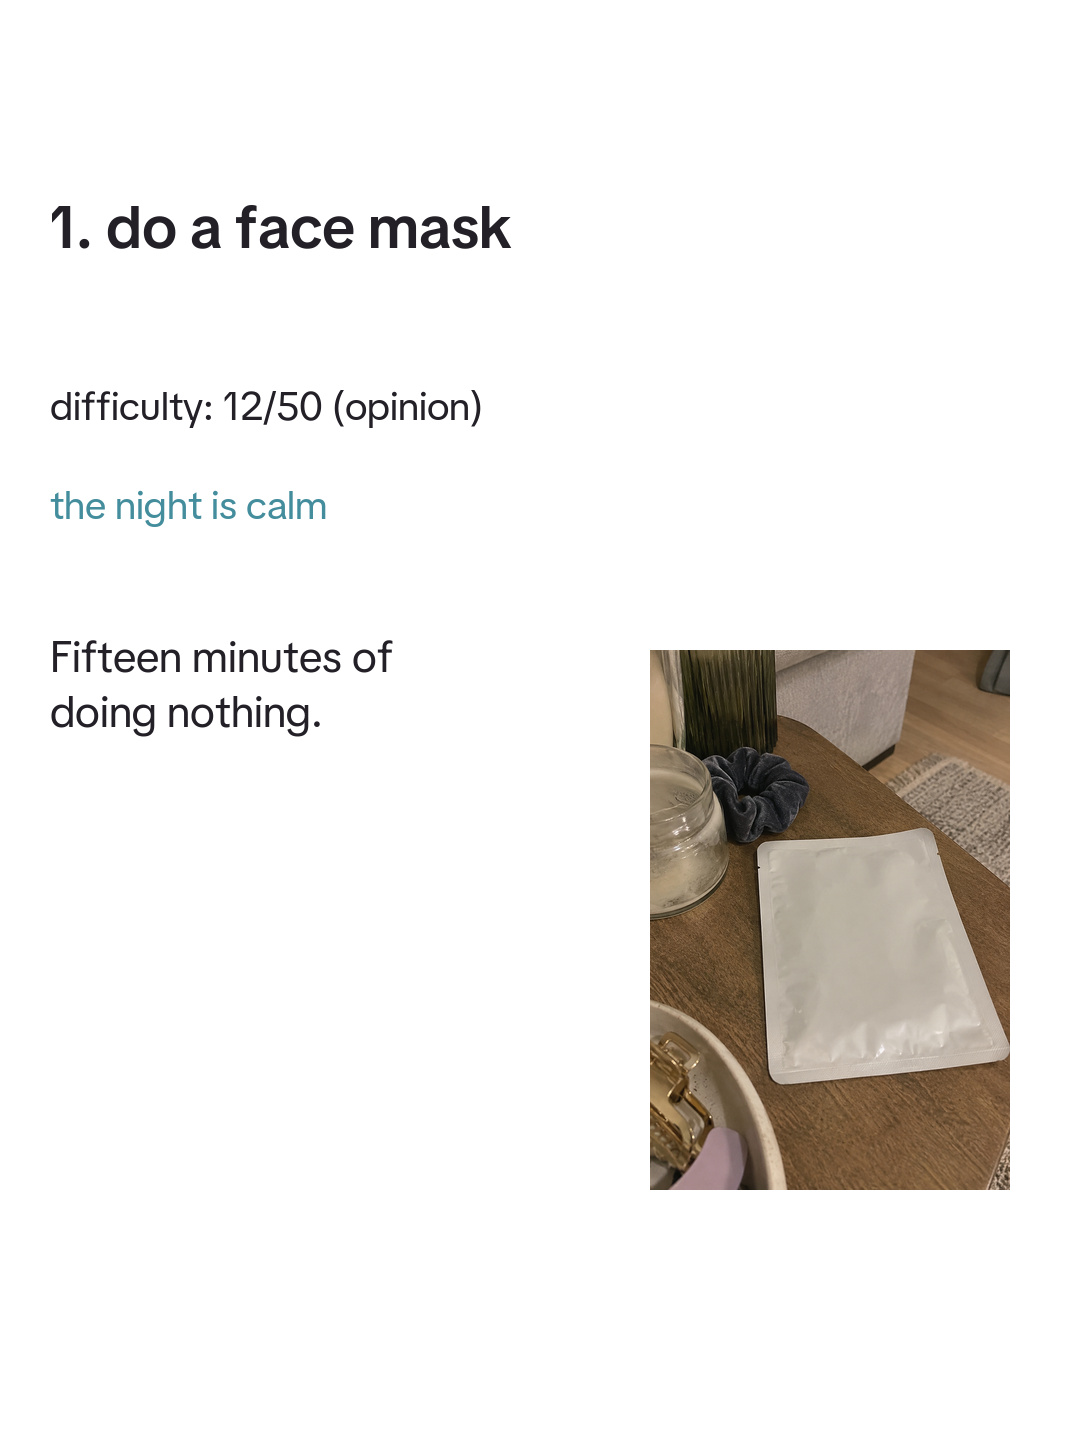 1. do a face mask
difficulty: 12/50 (opinion)
the night is calm
Fifteen minutes of
doing nothing.